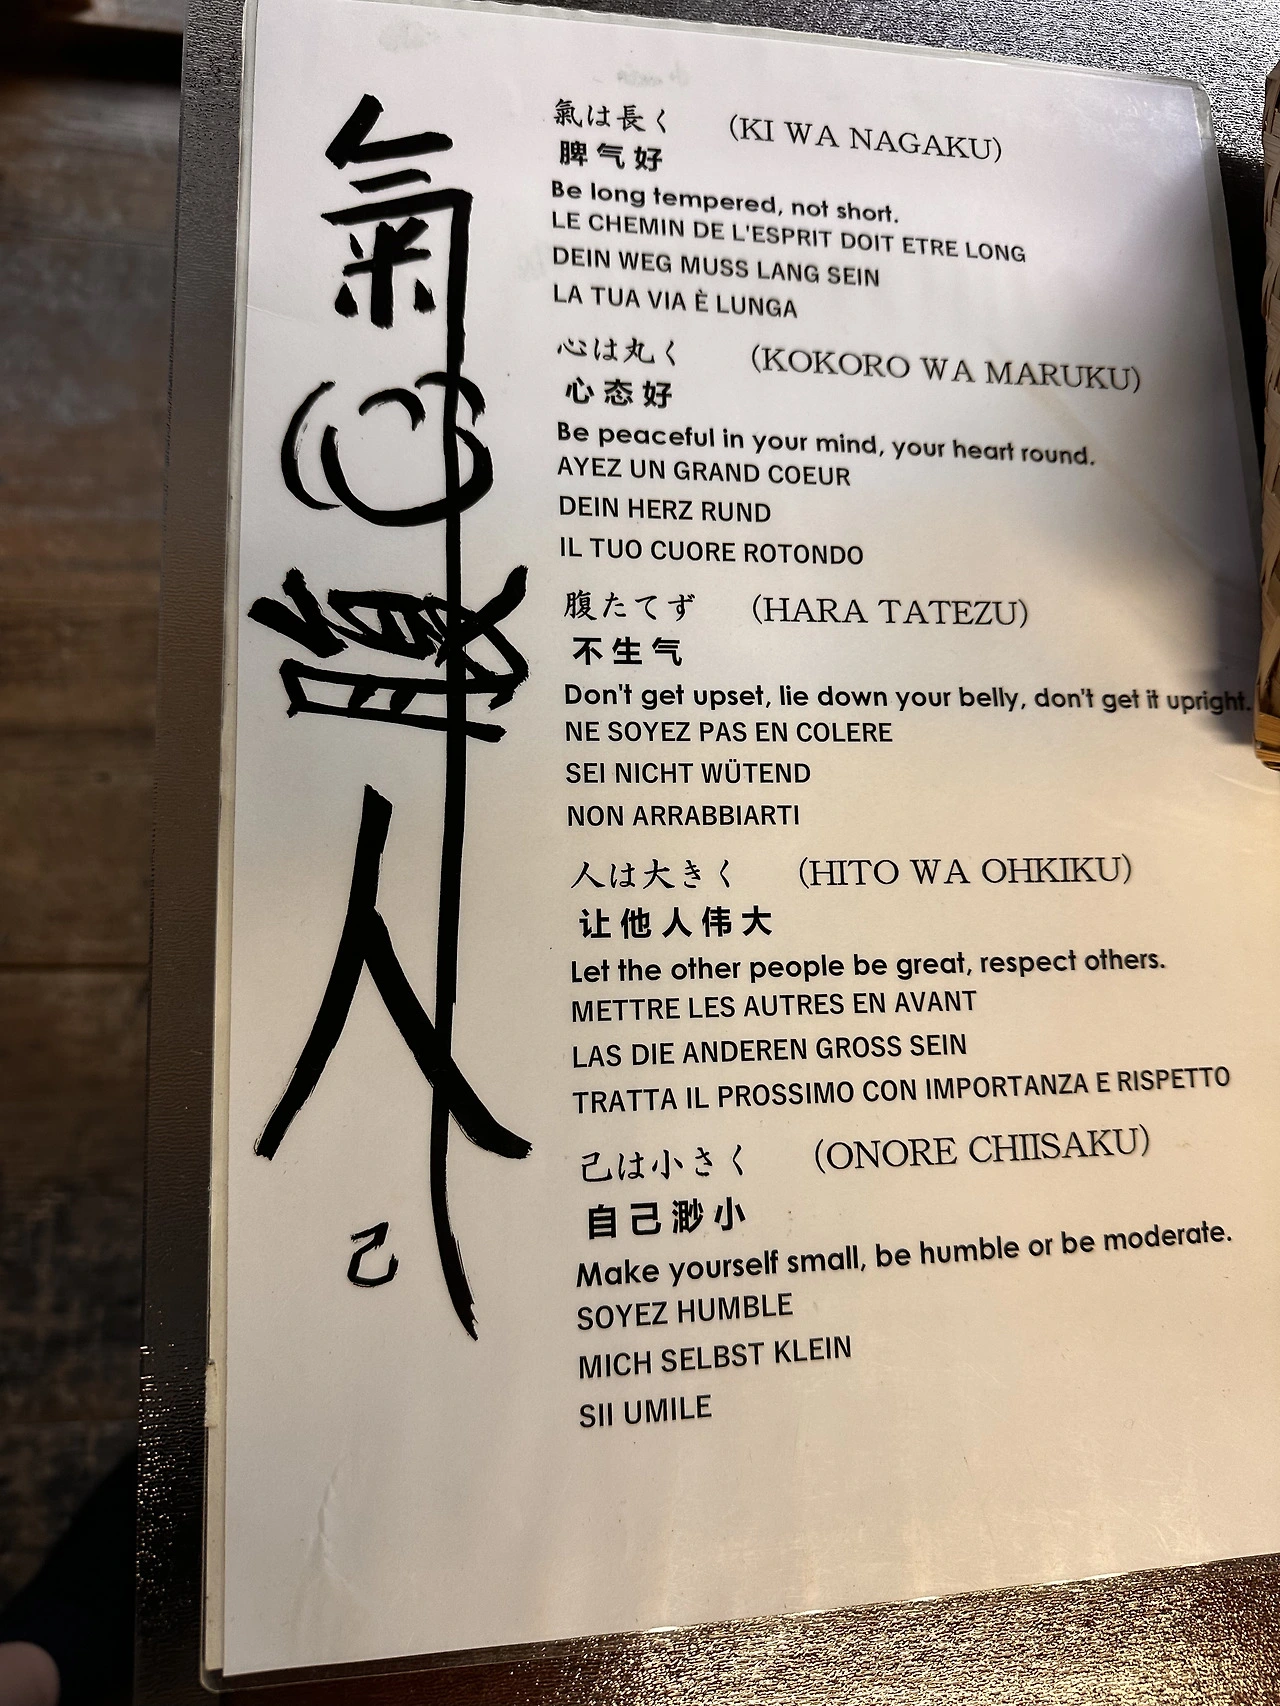 氣
心
腹
人
己
氣は長く (KI WA NAGAKU)
脾气好
Be long tempered, not short.
LE CHEMIN DE L'ESPRIT DOIT ETRE LONG
DEIN WEG MUSS LANG SEIN
LA TUA VIA È LUNGA
心は丸く (KOKORO WA MARUKU)
心态好
Be peaceful in your mind, your heart round.
AYEZ UN GRAND COEUR
DEIN HERZ RUND
IL TUO CUORE ROTONDO
腹たてず (HARA TATEZU)
不生气
Don't get upset, lie down your belly, don't get it upright.
NE SOYEZ PAS EN COLERE
SEI NICHT WÜTEND
NON ARRABBIARTI
人は大きく (HITO WA OHKIKU)
让他人伟大
Let the other people be great, respect others.
METTRE LES AUTRES EN AVANT
LAS DIE ANDEREN GROSS SEIN
TRATTA IL PROSSIMO CON IMPORTANZA E RISPETTO
己は小さく (ONORE CHIISAKU)
自己渺小
Make yourself small, be humble or be moderate.
SOYEZ HUMBLE
MICH SELBST KLEIN
SII UMILE